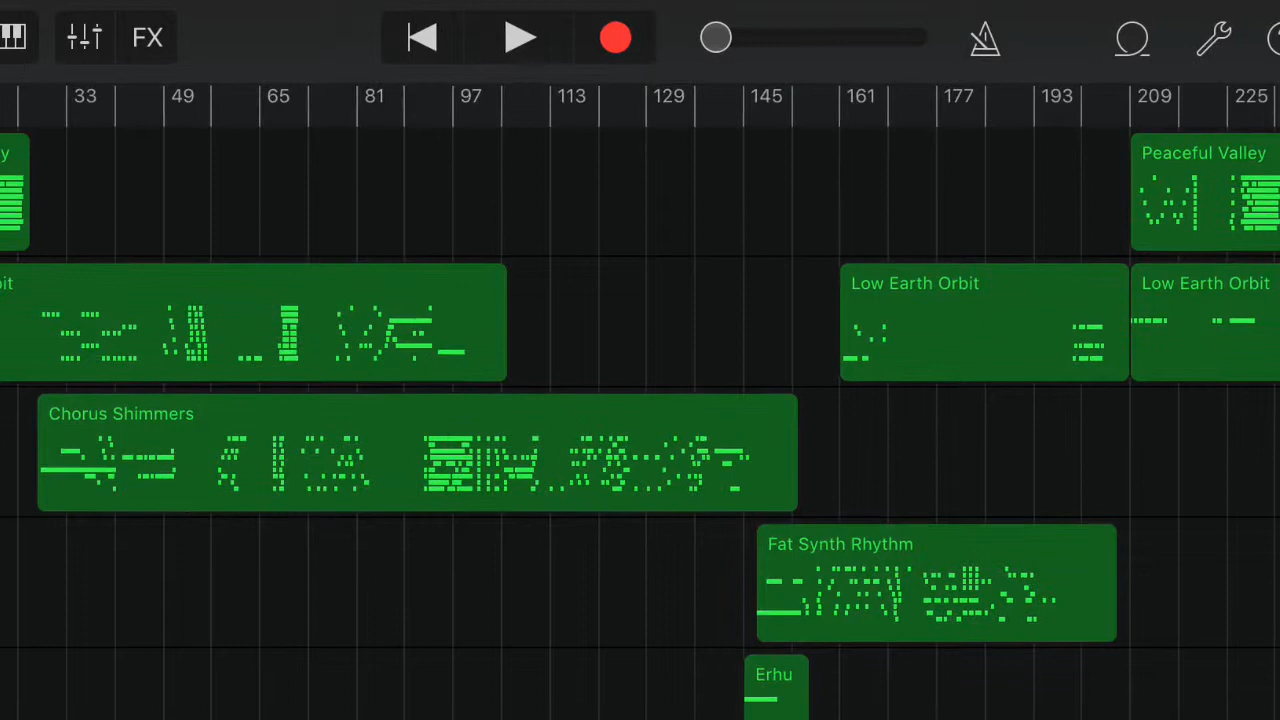 FX
33 49 65 81 97 113 129 145 161 177 193 209 225
y
Peaceful Valley
bit
Low Earth Orbit
Low Earth Orbit
Chorus Shimmers
Fat Synth Rhythm
Erhu